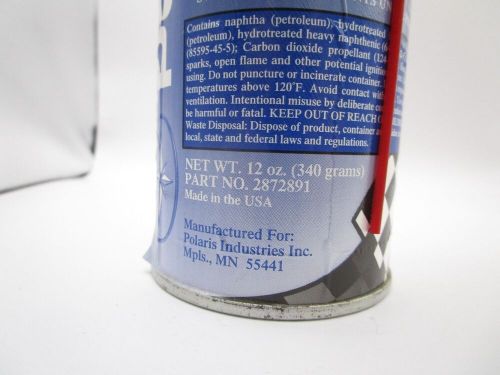 Contains naphtha (petroleum), hydrotreated
(petroleum), hydrotreated heavy naphthenic
(85595-45-5); Carbon dioxide propellant
sparks, open flame and other potential
using. Do not puncture or incinerate container.
temperatures above 120°F. Avoid contact
ventilation. Intentional misuse by deliberate
be harmful or fatal. KEEP OUT OF REACH
Waste Disposal: Dispose of product, container
local, state and federal laws and regulations.
NET WT. 12 oz. (340 grams)
PART NO. 2872891
Made in the USA
Manufactured For:
Polaris Industries Inc.
Mpls., MN 55441